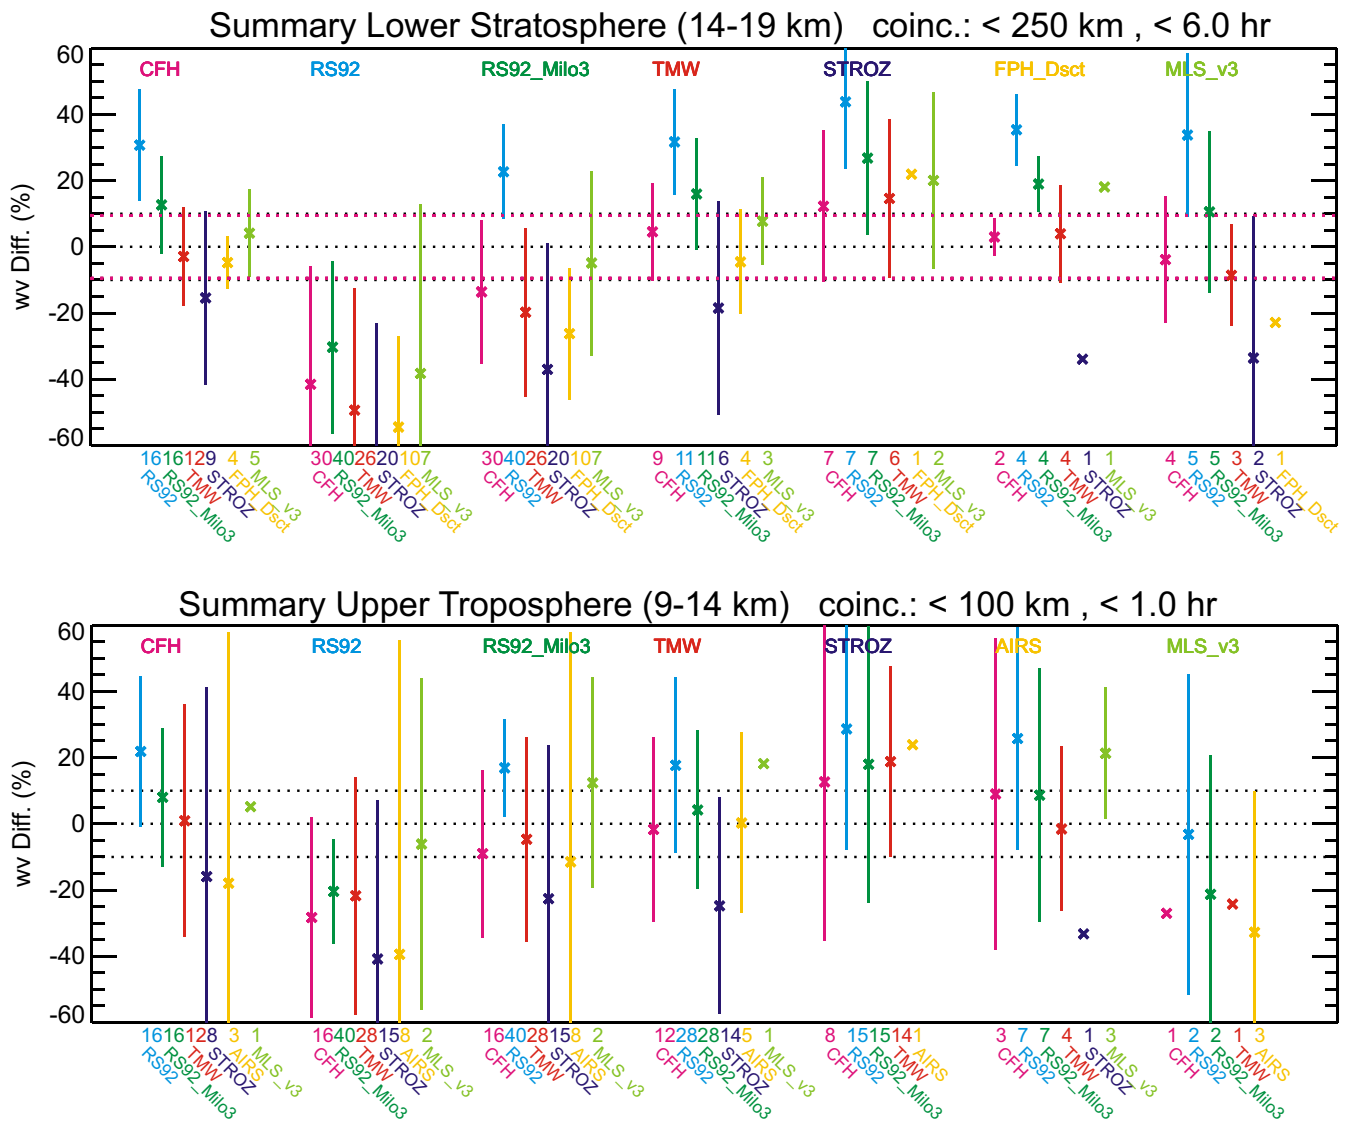 Summary Lower Stratosphere (14-19 km) coinc.: < 250 km , < 6.0 hr
60
CFH RS92 RS92_Milo3 TMW STROZ FPH_Dsct MLS_v3
40
20
wv Diff. (%)
0
-20
-40
-60
16 16 12 9 4 5 30 40 26 20 10 7 30 40 26 20 10 7 9 11 11 6 4 3 7 7 7 6 1 2 2 4 4 4 1 1 4 5 5 3 2 1
RS92 RS92_Milo3 TMW STROZ FPH_Dsct MLS_v3 CFH RS92_Milo3 TMW STROZ FPH_Dsct MLS_v3 CFH RS92 TMW STROZ FPH_Dsct MLS_v3 CFH RS92 RS92_Milo3 STROZ FPH_Dsct MLS_v3 CFH RS92 RS92_Milo3 TMW FPH_Dsct MLS_v3 CFH RS92 RS92_Milo3 TMW STROZ MLS_v3 CFH RS92 RS92_Milo3 TMW STROZ FPH_Dsct
Summary Upper Troposphere (9-14 km) coinc.: < 100 km , < 1.0 hr
60
CFH RS92 RS92_Milo3 TMW STROZ AIRS MLS_v3
40
20
wv Diff. (%)
0
-20
-40
-60
16 16 12 8 3 1 16 40 28 15 8 2 16 40 28 15 8 2 12 28 28 14 5 1 8 15 15 14 1 3 7 7 4 1 3 1 2 2 1 3
RS92 RS92_Milo3 TMW STROZ AIRS MLS_v3 CFH RS92_Milo3 TMW STROZ AIRS MLS_v3 CFH RS92 TMW STROZ AIRS MLS_v3 CFH RS92 RS92_Milo3 STROZ AIRS MLS_v3 CFH RS92 RS92_Milo3 TMW AIRS CFH RS92 RS92_Milo3 TMW STROZ MLS_v3 CFH RS92 RS92_Milo3 TMW AIRS